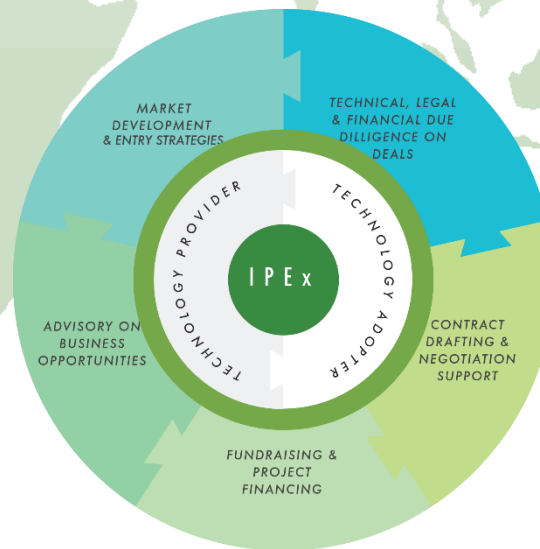 MARKET
DEVELOPMENT
& ENTRY STRATEGIES
TECHNICAL, LEGAL
& FINANCIAL DUE
DILLIGENCE ON
DEALS
TECHNOLOGY PROVIDER
TECHNOLOGY ADOPTER
IPEx
ADVISORY ON
BUSINESS
OPPORTUNITIES
CONTRACT
DRAFTING &
NEGOTIATION
SUPPORT
FUNDRAISING &
PROJECT
FINANCING